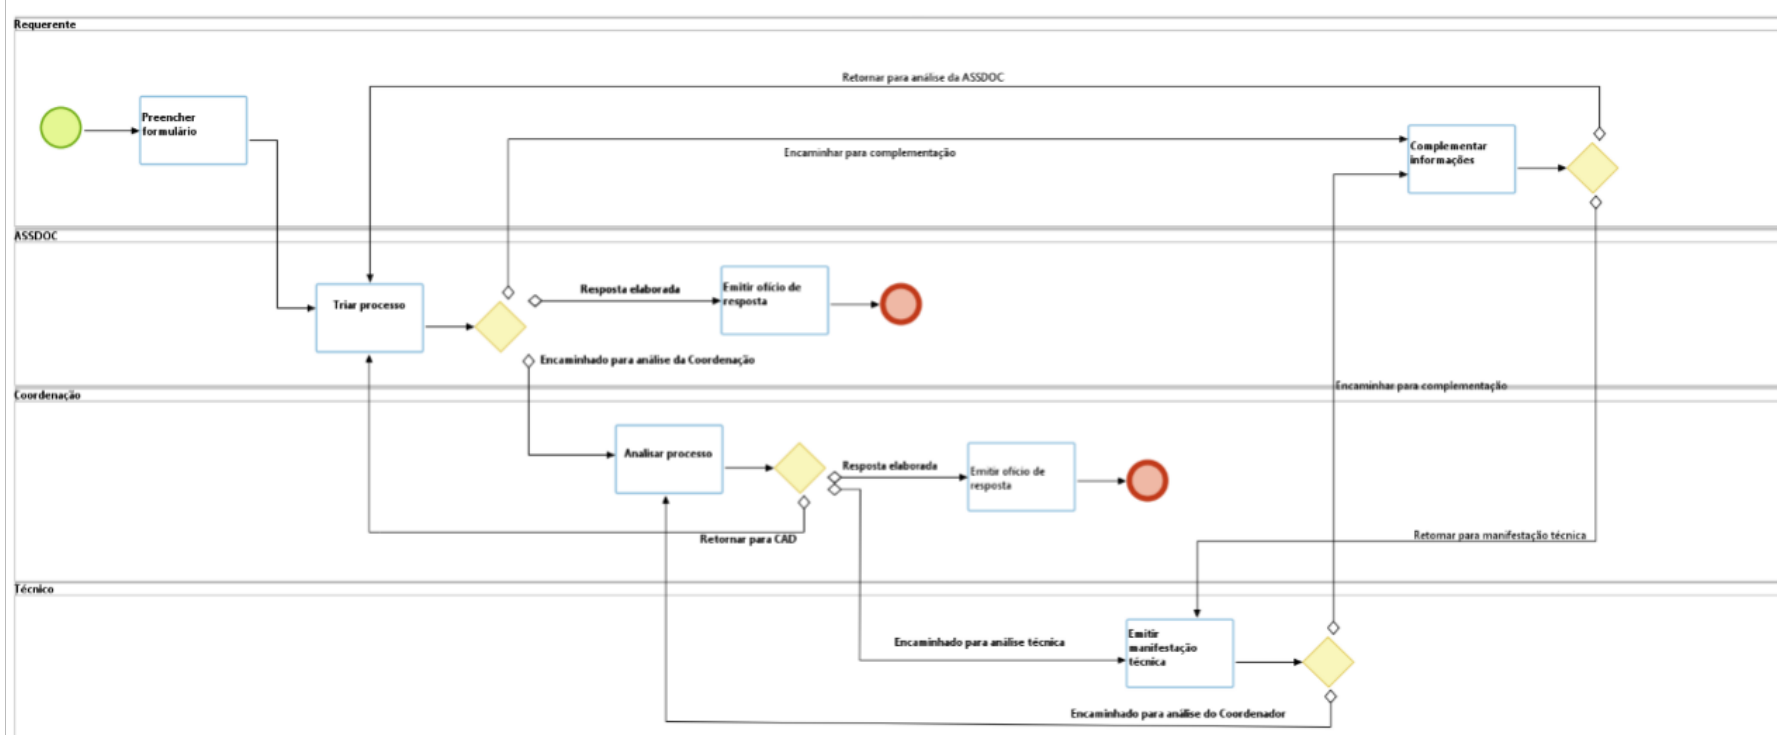 Requerente
Retornar para análise da ASSDOC
Preencher
formulário
Encaminhar para complementação
Complementar
informações
ASSDOC
Triar processo
Resposta elaborada
Emitir ofício de
resposta
Encaminhado para análise da Coordenação
Encaminhar para complementação
Coordenação
Analisar processo
Resposta elaborada
Emitir ofício de
resposta
Retornar para CAD
Retornar para manifestação técnica
Técnico
Encaminhado para análise técnica
Emitir
manifestação
técnica
Encaminhado para análise do Coordenador